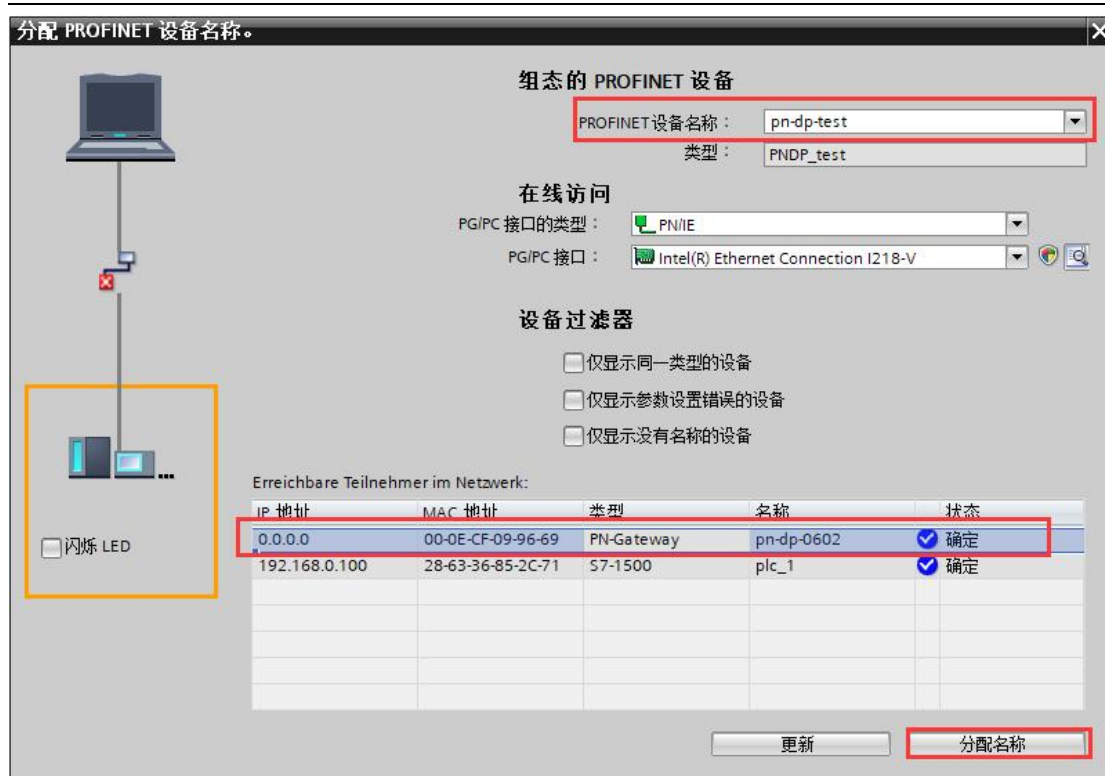 分配 PROFINET 设备名称。
组态的 PROFINET 设备
PROFINET设备名称： pn-dp-test
类型： PNDP_test
在线访问
PG/PC 接口的类型： PN/IE
PG/PC 接口： Intel(R) Ethernet Connection I218-V
设备过滤器
仅显示同一类型的设备
仅显示参数设置错误的设备
仅显示没有名称的设备
闪烁 LED
Erreichbare Teilnehmer im Netzwerk:
IP 地址 MAC 地址 类型 名称 状态
0.0.0.0 00-0E-CF-09-96-69 PN-Gateway pn-dp-0602 确定
192.168.0.100 28-63-36-85-2C-71 S7-1500 plc_1 确定
更新 分配名称